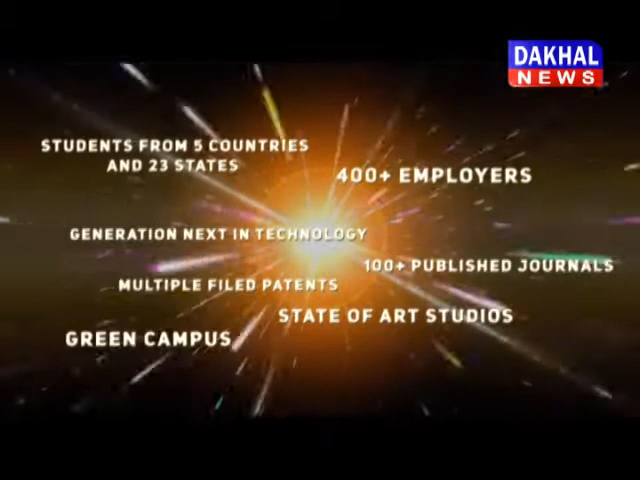 DAKHAL
NEWS
STUDENTS FROM 5 COUNTRIES
AND 23 STATES
400+ EMPLOYERS
GENERATION NEXT IN TECHNOLOGY
100+ PUBLISHED JOURNALS
MULTIPLE FILED PATENTS
STATE OF ART STUDIOS
GREEN CAMPUS